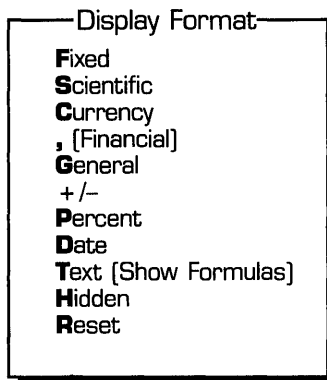 Display Format
Fixed
Scientific
Currency
, (Financial)
General
+/–
Percent
Date
Text (Show Formulas)
Hidden
Reset